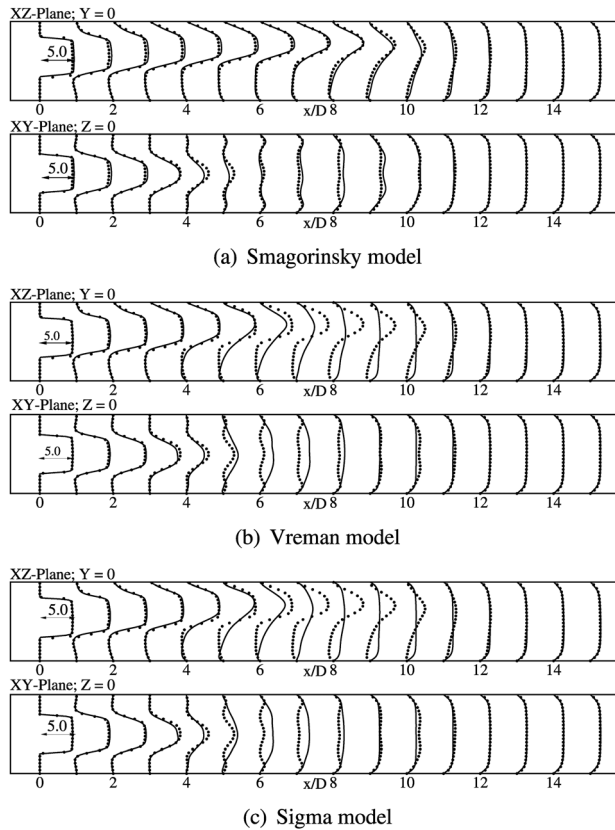 XZ-Plane; Y = 0
5.0
0 2 4 6 x/D 8 10 12 14
XY-Plane; Z = 0
5.0
0 2 4 6 x/D 8 10 12 14
(a) Smagorinsky model
XZ-Plane; Y = 0
5.0
0 2 4 6 x/D 8 10 12 14
XY-Plane; Z = 0
5.0
0 2 4 6 x/D 8 10 12 14
(b) Vreman model
XZ-Plane; Y = 0
5.0
0 2 4 6 x/D 8 10 12 14
XY-Plane; Z = 0
5.0
0 2 4 6 x/D 8 10 12 14
(c) Sigma model